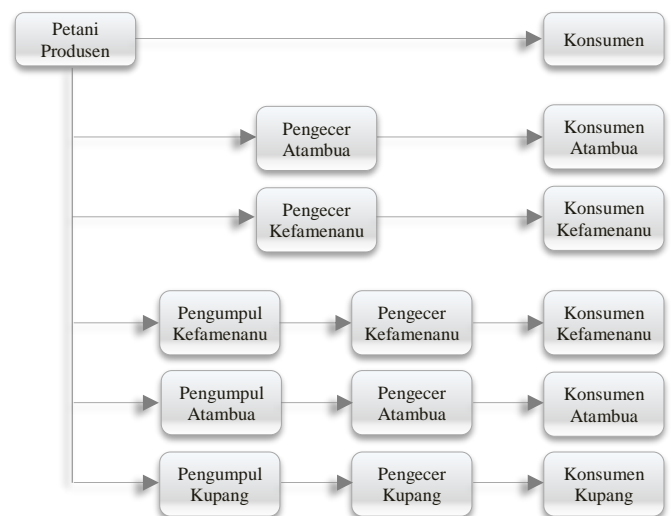 Petani
Produsen
Konsumen
Pengecer
Atambua
Konsumen
Atambua
Pengecer
Kefamenanu
Konsumen
Kefamenanu
Pengumpul
Kefamenanu
Pengecer
Kefamenanu
Konsumen
Kefamenanu
Pengumpul
Atambua
Pengecer
Atambua
Konsumen
Atambua
Pengumpul
Kupang
Pengecer
Kupang
Konsumen
Kupang